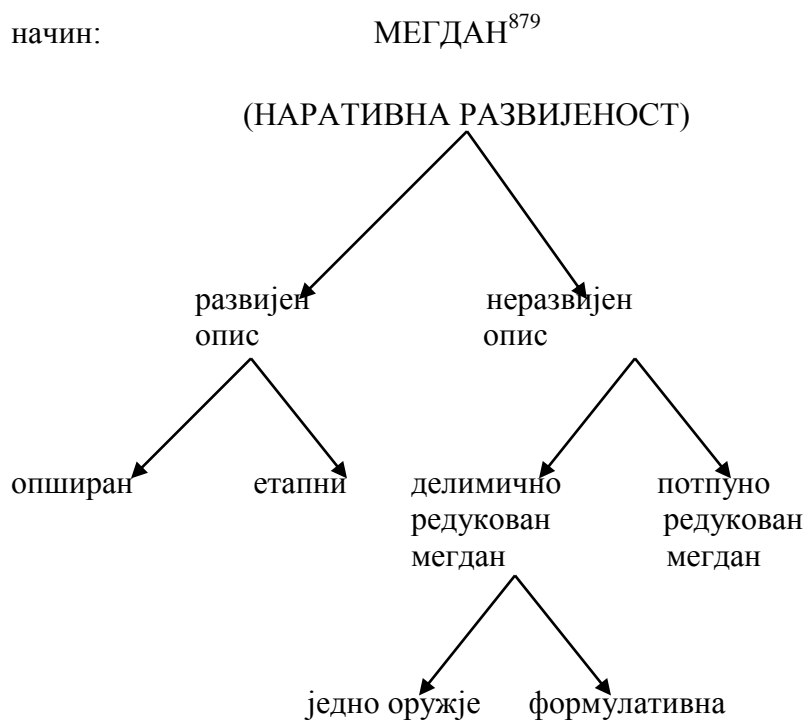 начин: МЕГДАН879
(НАРАТИВНА РАЗВИЈЕНОСТ)
развијен неразвијен
опис опис
опширан етапни делимично потпуно
редукован редукован
мегдан мегдан
једно оружје формулативна